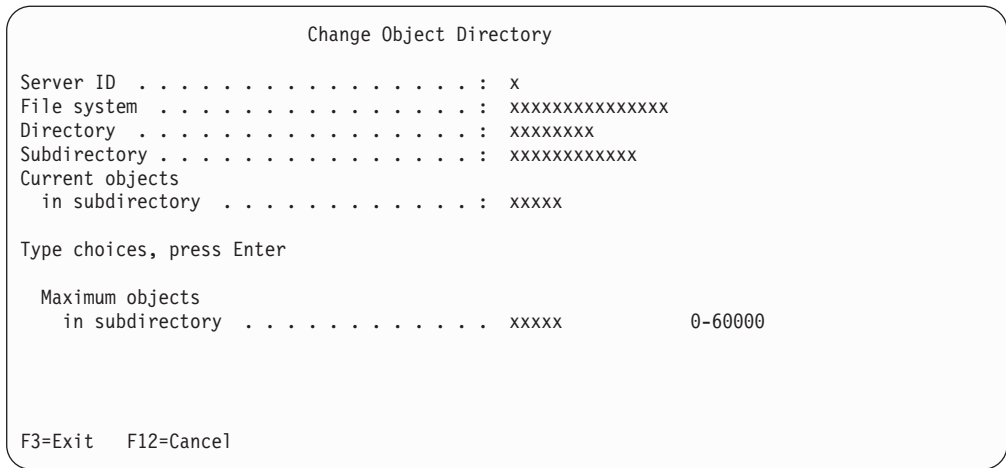 Change Object Directory
Server ID . . . . . . . . . . . . . . . . : x
File system . . . . . . . . . . . . . . . : xxxxxxxxxxxxxxx
Directory . . . . . . . . . . . . . . . . : xxxxxxxx
Subdirectory . . . . . . . . . . . . . . . : xxxxxxxxxxxx
Current objects
in subdirectory . . . . . . . . . . . . . : xxxxx
Type choices, press Enter
Maximum objects
in subdirectory . . . . . . . . . . . . xxxxx 0-60000
F3=Exit F12=Cancel